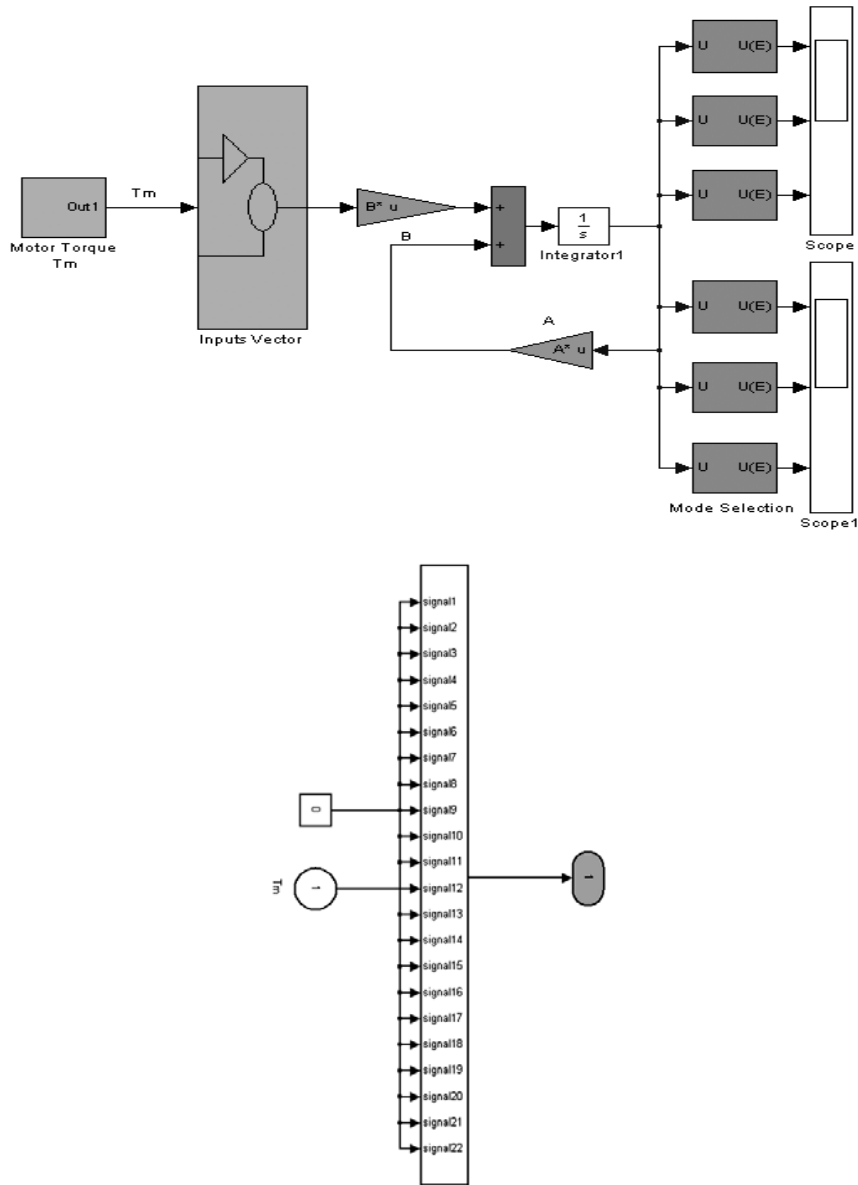 U U(E)
U U(E)
U U(E)
Scope
Out1
Tm
Motor Torque
Tm
Inputs Vector
B* u
B
+
+
1
s
Integrator1
A
A* u
U U(E)
U U(E)
U U(E)
Mode Selection
Scope1
signal1
signal2
signal3
signal4
signal5
signal6
signal7
signal8
0
signal9
signal10
signal11
Tm
1
signal12
1
signal13
signal14
signal15
signal16
signal17
signal18
signal19
signal20
signal21
signal22